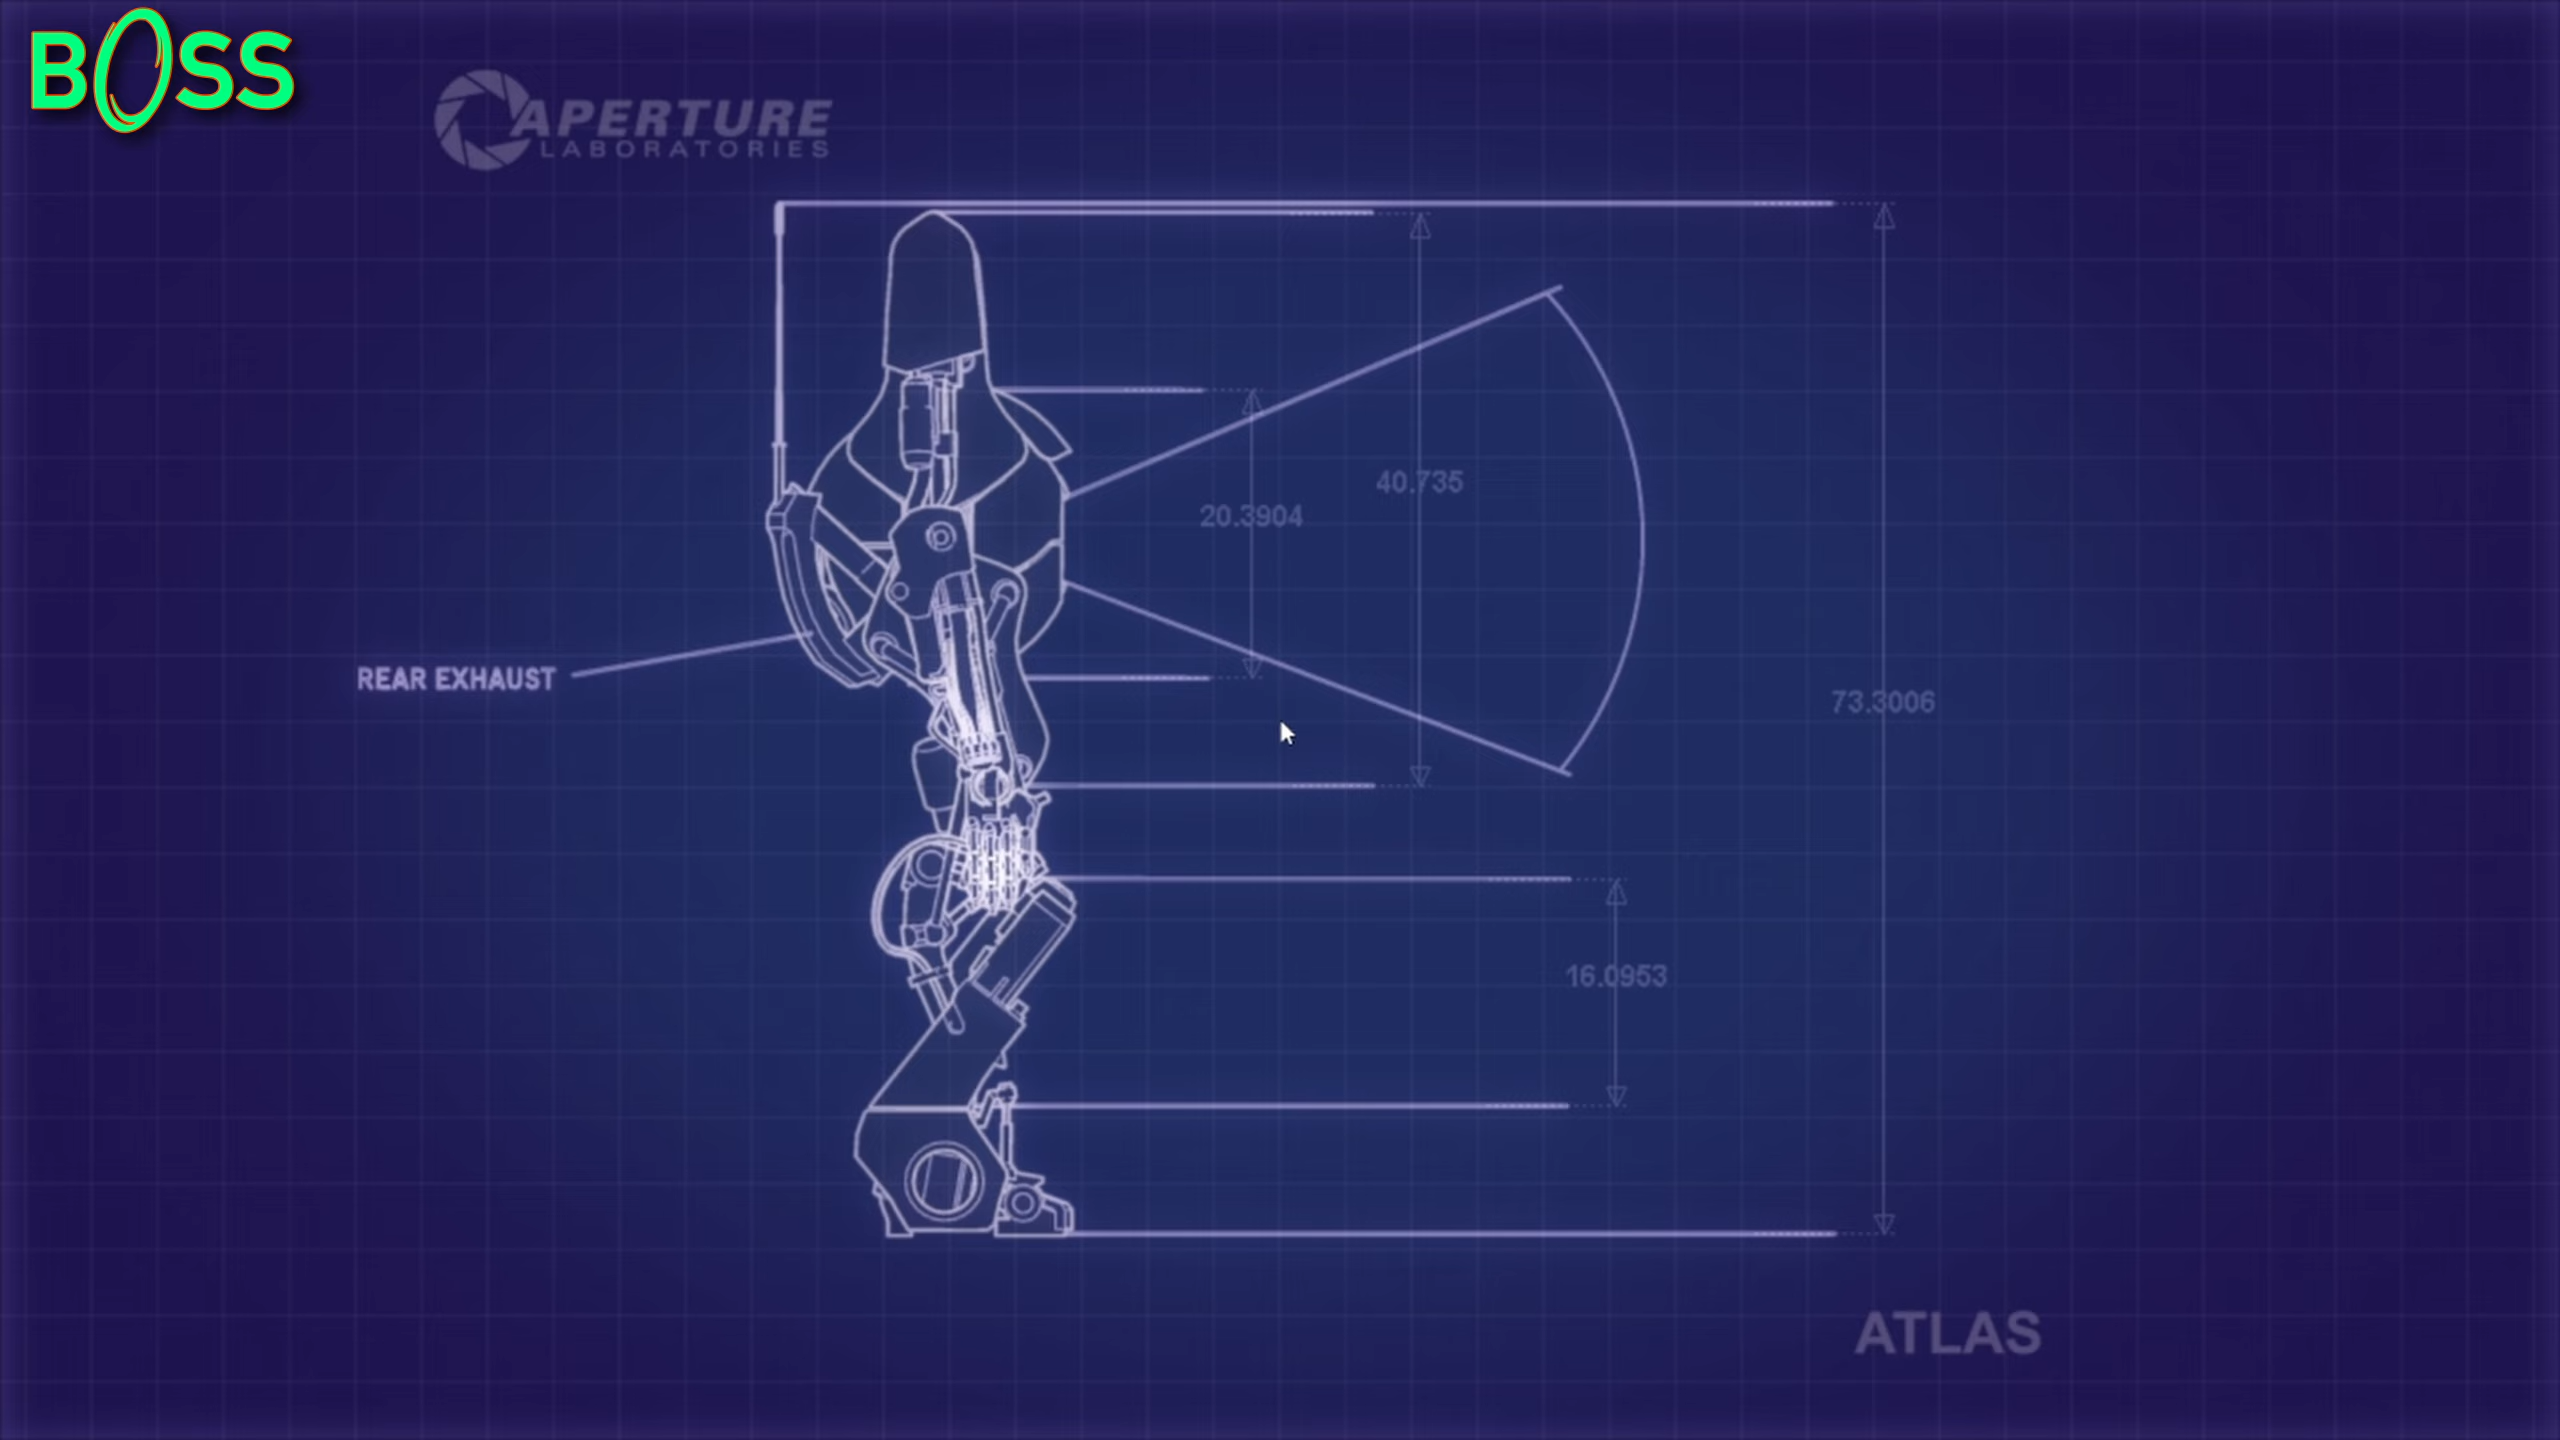 BOSS
APERTURE
LABORATORIES
40.735
20.3904
REAR EXHAUST
73.3006
16.0953
ATLAS